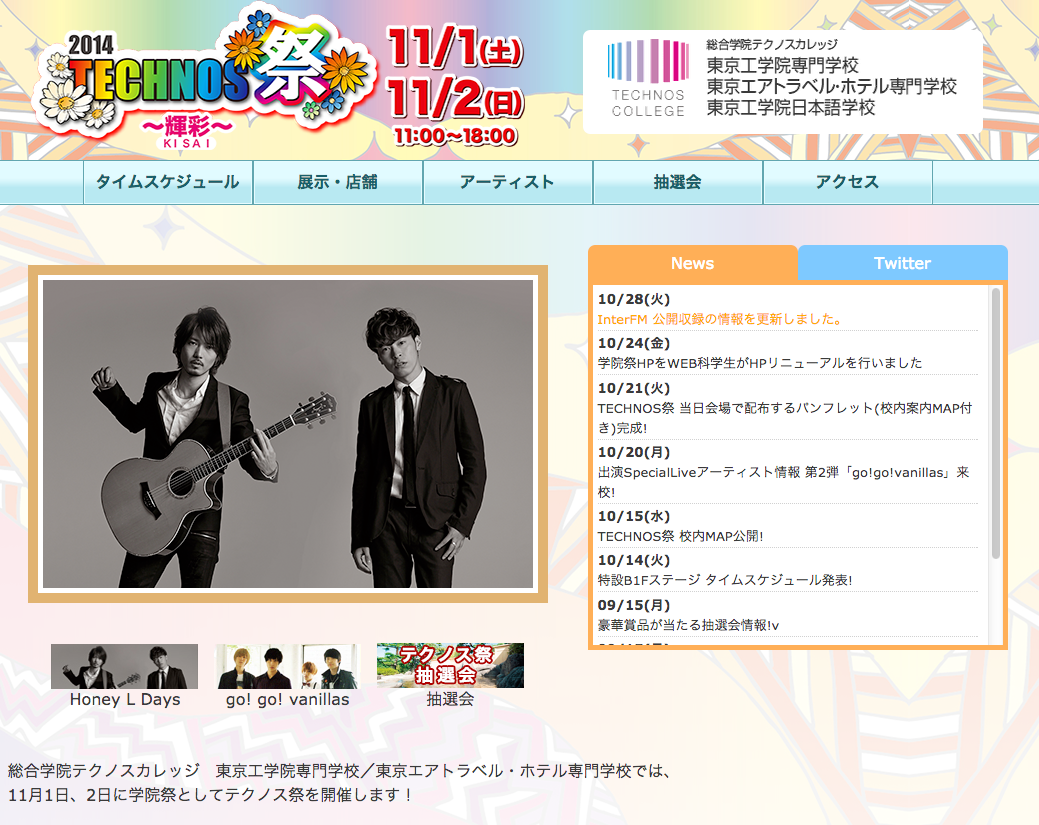 2014
TECHNOS祭
～輝彩～
KISAI
11/1(土)
11/2(日)
11:00～18:00
TECHNOS
COLLEGE
総合学院テクノスカレッジ
東京工学院専門学校
東京エアトラベル・ホテル専門学校
東京工学院日本語学校
タイムスケジュール
展示・店舗
アーティスト
抽選会
アクセス
News
Twitter
10/28(火)
InterFM 公開収録の情報を更新しました。
10/24(金)
学院祭HPをWEB科学生がHPリニューアルを行いました
10/21(火)
TECHNOS祭 当日会場で配布するパンフレット(校内案内MAP付
き)完成!
10/20(月)
出演SpecialLiveアーティスト情報 第2弾「go!go!vanillas」来
校!
10/15(水)
TECHNOS祭 校内MAP公開!
10/14(火)
特設B1Fステージ タイムスケジュール発表!
09/15(月)
豪華賞品が当たる抽選会情報!v
テクノス祭
抽選会
Honey L Days
go! go! vanillas
抽選会
総合学院テクノスカレッジ　東京工学院専門学校／東京エアトラベル・ホテル専門学校では、
11月1日、2日に学院祭としてテクノス祭を開催します！